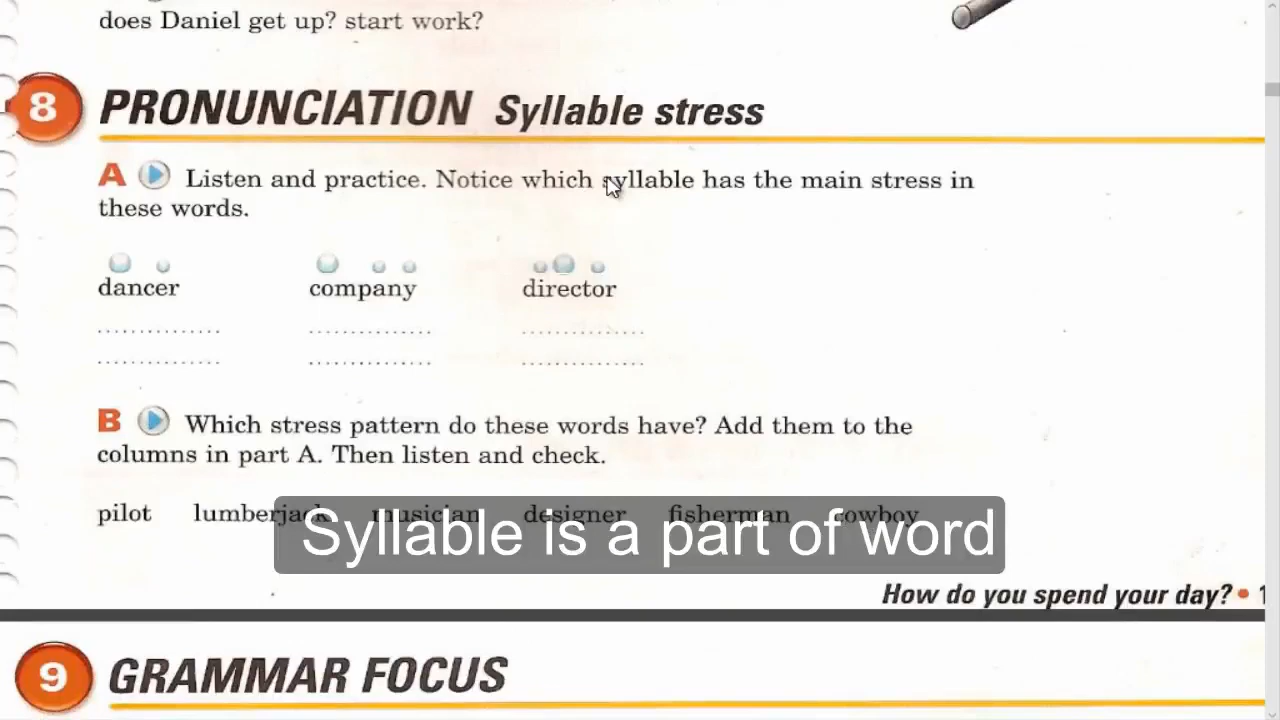 does Daniel get up? start work?
8 PRONUNCIATION Syllable stress
A Listen and practice. Notice which syllable has the main stress in
these words.
dancer company director
B Which stress pattern do these words have? Add them to the
columns in part A. Then listen and check.
pilot lumberjack musician designer fisherman cowboy
Syllable is a part of word
How do you spend your day? •
9 GRAMMAR FOCUS